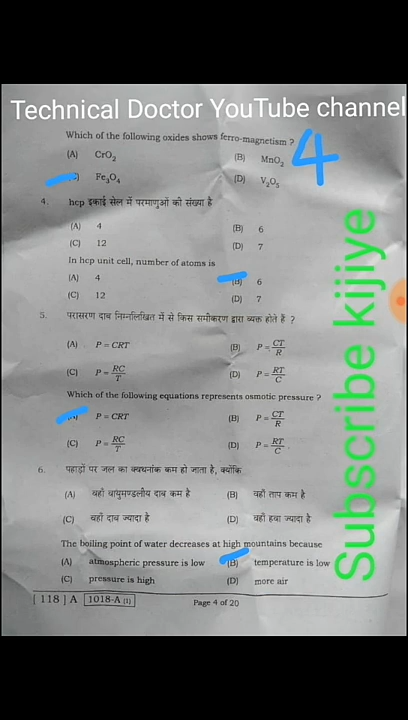 Technical Doctor YouTube channel
Which of the following oxides shows ferro-magnetism ?
4
(A) CrO₂ (B) MnO₂
Fe₃O₄ (D) V₂O₅
4. hcp इकाई सेल में परमाणुओं की संख्या है
(A) 4 (B) 6
(C) 12 (D) 7
In hcp unit cell, number of atoms is
(A) 4 (B) 6
(C) 12 (D) 7
5. परासरण दाब निम्नलिखित में से किस समीकरण द्वारा व्यक्त होते हैं ?
(A) P = CRT (B) P = CT/R
(C) P = RC/T (D) P = RT/C
Which of the following equations represents osmotic pressure ?
(A) P = CRT (B) P = CT/R
(C) P = RC/T (D) P = RT/C .
6. पहाड़ों पर जल का क्वथनांक कम हो जाता है, क्योंकि
(A) वहाँ वायुमण्डलीय दाब कम है (B) वहाँ ताप कम है
(C) वहाँ दाब ज्यादा है (D) वहाँ हवा ज्यादा है
The boiling point of water decreases at high mountains because
(A) atmospheric pressure is low (B) temperature is low
(C) pressure is high (D) more air
[ 118 ] A 1018-A (1) Page 4 of 20
Subscribe kijiye